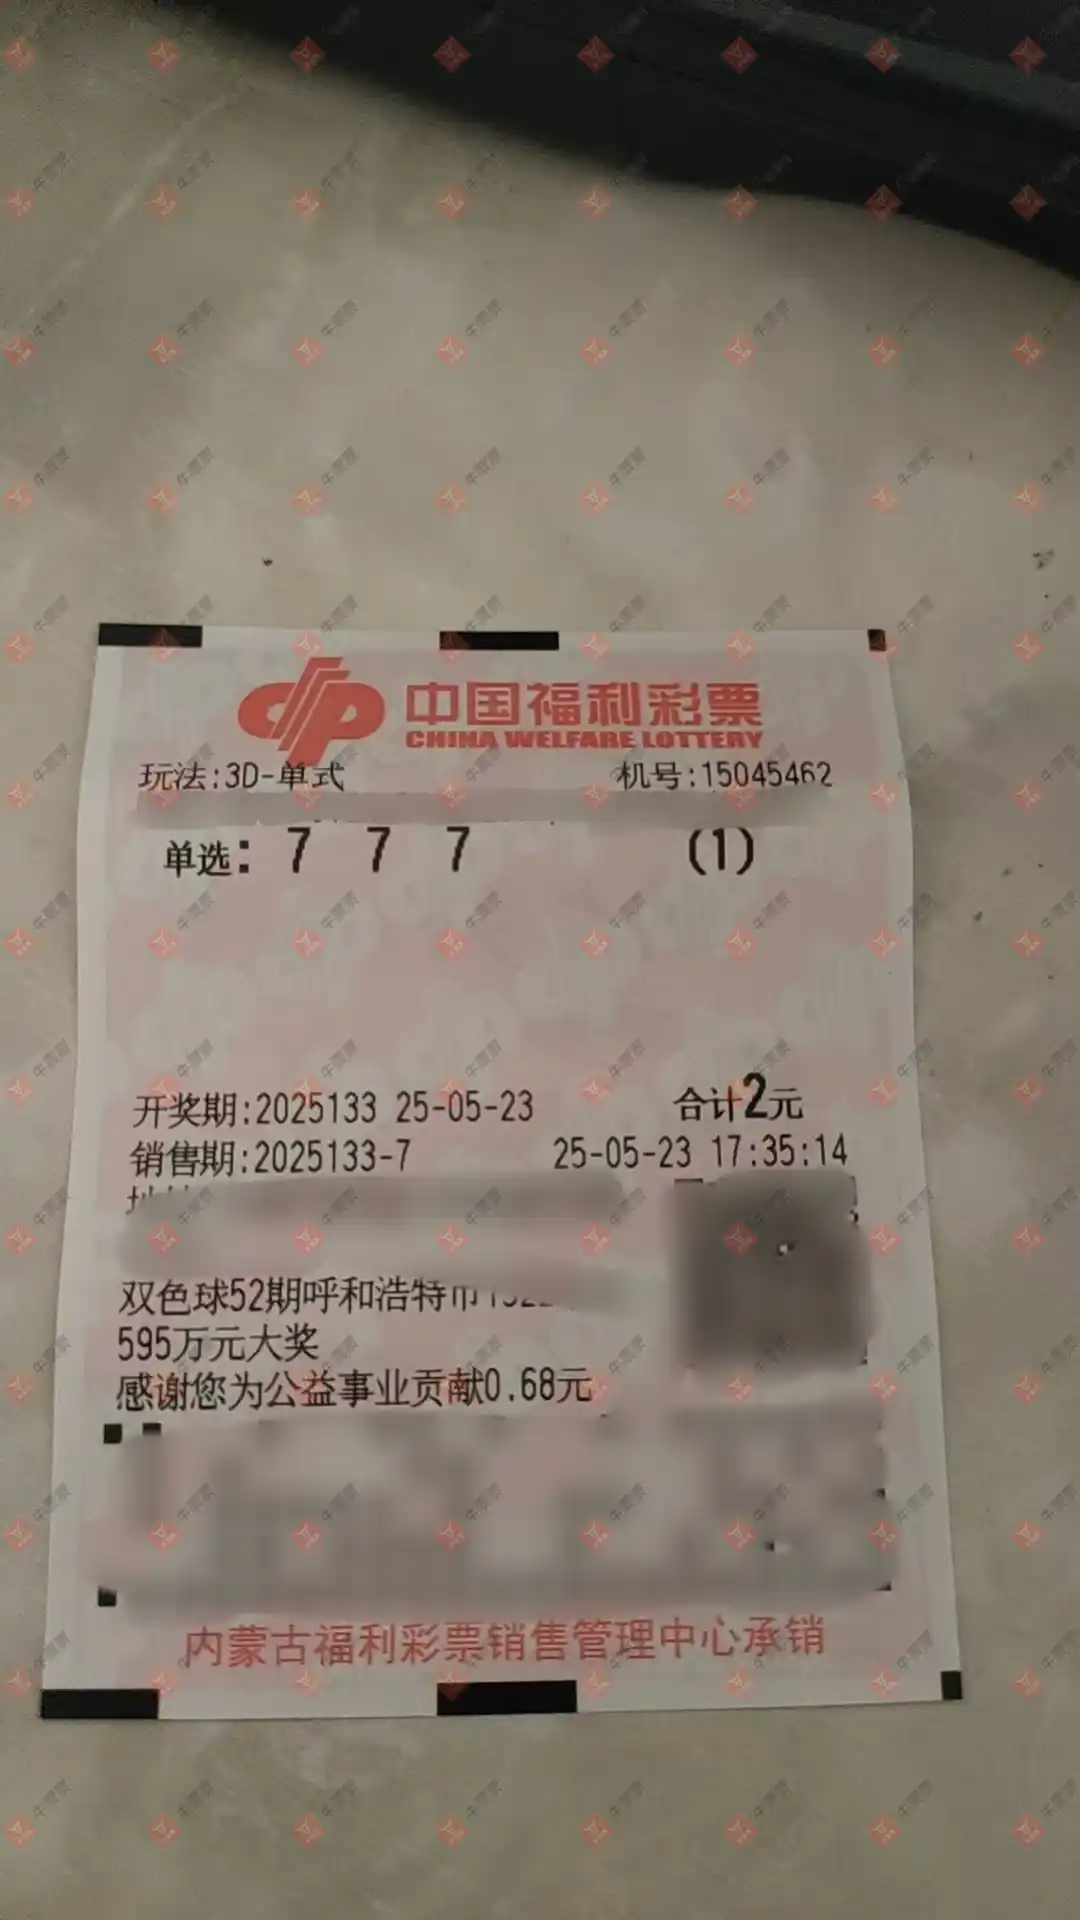 中国福利彩票
CHINA WELFARE LOTTERY
玩法:3D-单式 机号:15045462
单选: 7 7 7 (1)
开奖期:2025133 25-05-23 合计2元
销售期:2025133-7 25-05-23 17:35:14
双色球52期呼和浩特市
595万元大奖
感谢您为公益事业贡献0.68元
内蒙古福利彩票销售管理中心承销